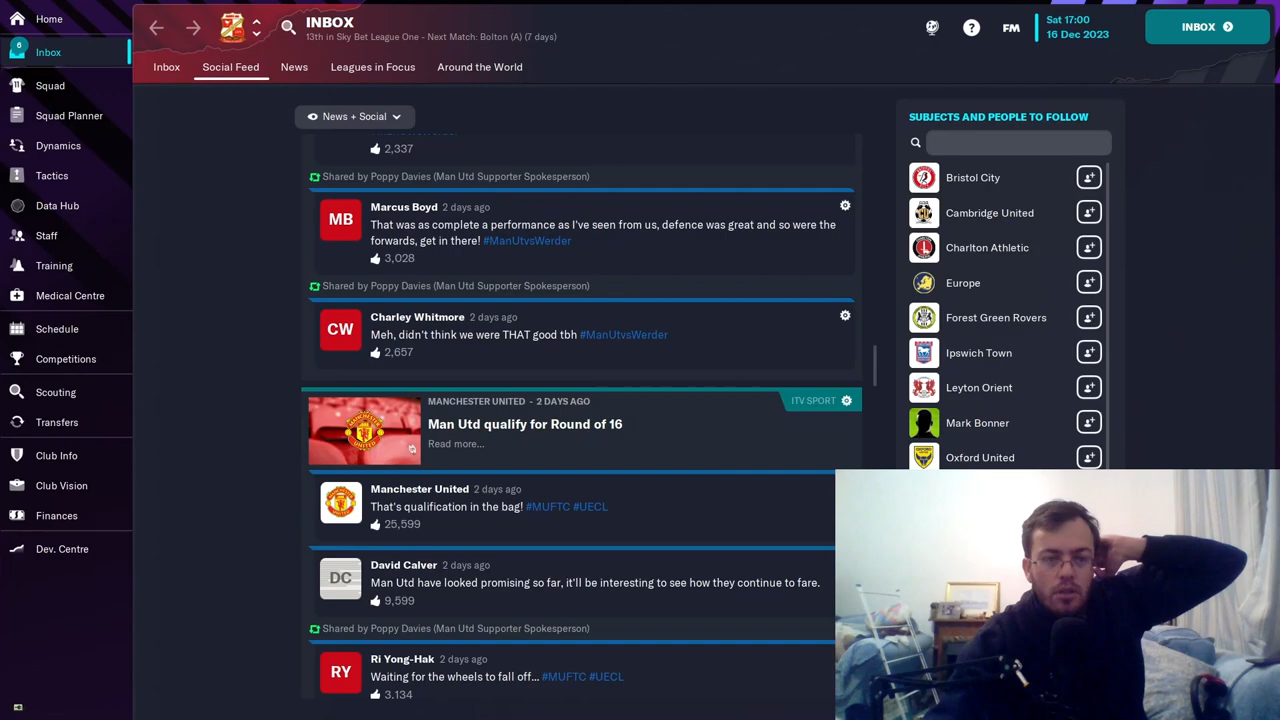 Home
6
Inbox
Squad
Squad Planner
Dynamics
Tactics
Data Hub
Staff
Training
Medical Centre
Schedule
Competitions
Scouting
Transfers
Club Info
Club Vision
Finances
Dev. Centre
INBOX
13th in Sky Bet League One - Next Match: Bolton (A) (7 days)
?
FM
Sat 17:00
16 Dec 2023
INBOX
Inbox
Social Feed
News
Leagues in Focus
Around the World
News + Social
2,337
Shared by Poppy Davies (Man Utd Supporter Spokesperson)
MB
Marcus Boyd 2 days ago
That was as complete a performance as I've seen from us, defence was great and so were the
forwards, get in there! #ManUtvsWerder
3,028
Shared by Poppy Davies (Man Utd Supporter Spokesperson)
CW
Charley Whitmore 2 days ago
Meh, didn't think we were THAT good tbh #ManUtvsWerder
2,657
MANCHESTER UNITED - 2 DAYS AGO
ITV SPORT
Man Utd qualify for Round of 16
Read more...
Manchester United 2 days ago
That's qualification in the bag! #MUFTC #UECL
25,599
DC
David Calver 2 days ago
Man Utd have looked promising so far, it'll be interesting to see how they continue to fare.
9,599
Shared by Poppy Davies (Man Utd Supporter Spokesperson)
RY
Ri Yong-Hak 2 days ago
Waiting for the wheels to fall off... #MUFTC #UECL
3,134
SUBJECTS AND PEOPLE TO FOLLOW
Bristol City
Cambridge United
Charlton Athletic
Europe
Forest Green Rovers
Ipswich Town
Leyton Orient
Mark Bonner
Oxford United